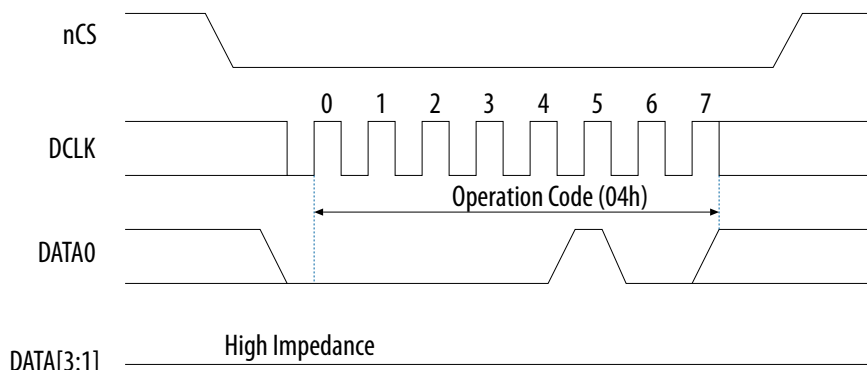 nCS
0 1 2 3 4 5 6 7
DCLK
Operation Code (04h)
DATA0
High Impedance
DATA[3:1]